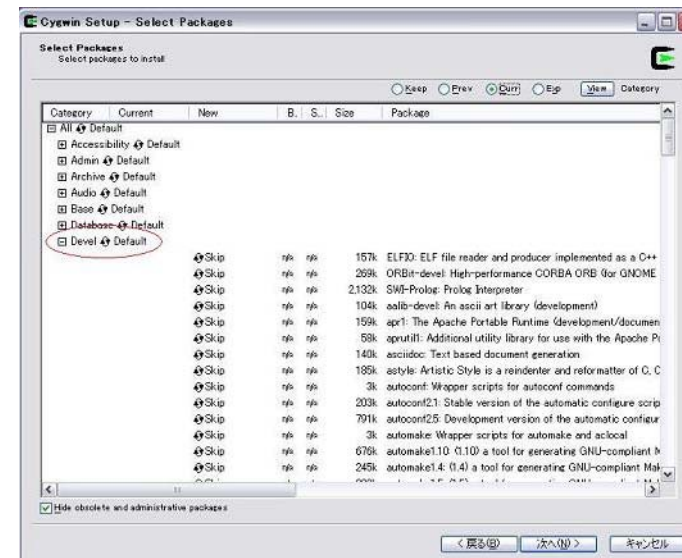 Cygwin Setup - Select Packages
Select Packages
Select packages to install
Keep Prev Curr Exp View Category
Category Current New B. S.. Size Package
All Default
Accessibility Default
Admin Default
Archive Default
Audio Default
Base Default
Database Default
Devel Default
Skip n/a n/a 157k ELFIO: ELF file reader and producer implemented as a C++
Skip n/a n/a 269k ORBit-devel: High-performance CORBA ORB (for GNOME
Skip n/a n/a 2,132k SWI-Prolog: Prolog Interpreter
Skip n/a n/a 104k aalib-devel: An ascii art library (development)
Skip n/a n/a 159k apr1: The Apache Portable Runtime (development/documen
Skip n/a n/a 58k aprutil1: Additional utility library for use with the Apache
Skip n/a n/a 140k asciidoc: Text based document generation
Skip n/a n/a 185k astyle: Artistic Style is a reindenter and reformatter of C, C
Skip n/a n/a 3k autoconf: Wrapper scripts for autoconf commands
Skip n/a n/a 203k autoconf2.1: Stable version of the automatic configure scrip
Skip n/a n/a 791k autoconf2.5: Development version of the automatic configur
Skip n/a n/a 3k automake: Wrapper scripts for automake and aclocal
Skip n/a n/a 676k automake1.10: (1.10) a tool for generating GNU-compliant
Skip n/a n/a 245k automake1.4: (1.4) a tool for generating GNU-compliant Mak
Hide obsolete and administrative packages
< 戻る(B) 次へ(N) > キャンセル